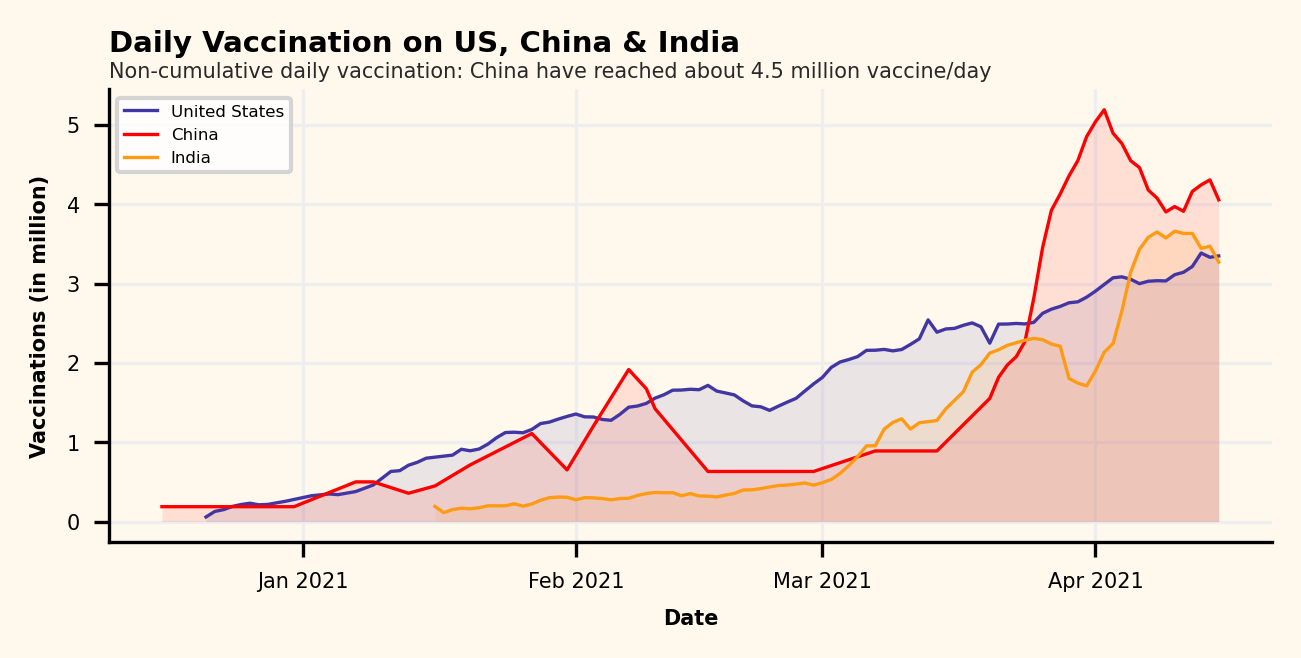 Daily Vaccination on US, China & India
Non-cumulative daily vaccination: China have reached about 4.5 million vaccine/day
United States
China
India
Vaccinations (in million)
5
4
3
2
1
0
Jan 2021 Feb 2021 Mar 2021 Apr 2021
Date